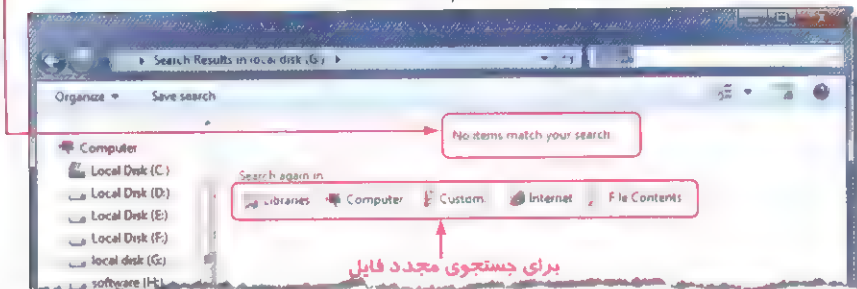 Search Results in local disk (G:)
Organize Save search
No items match your search.
Computer
Local Disk (C:)
Local Disk (D:)
Local Disk (E:)
Local Disk (F:)
local disk (G:)
software (H:)
Search again in:
Libraries Computer Custom... Internet File Contents
برای جستجوی مجدد فایل